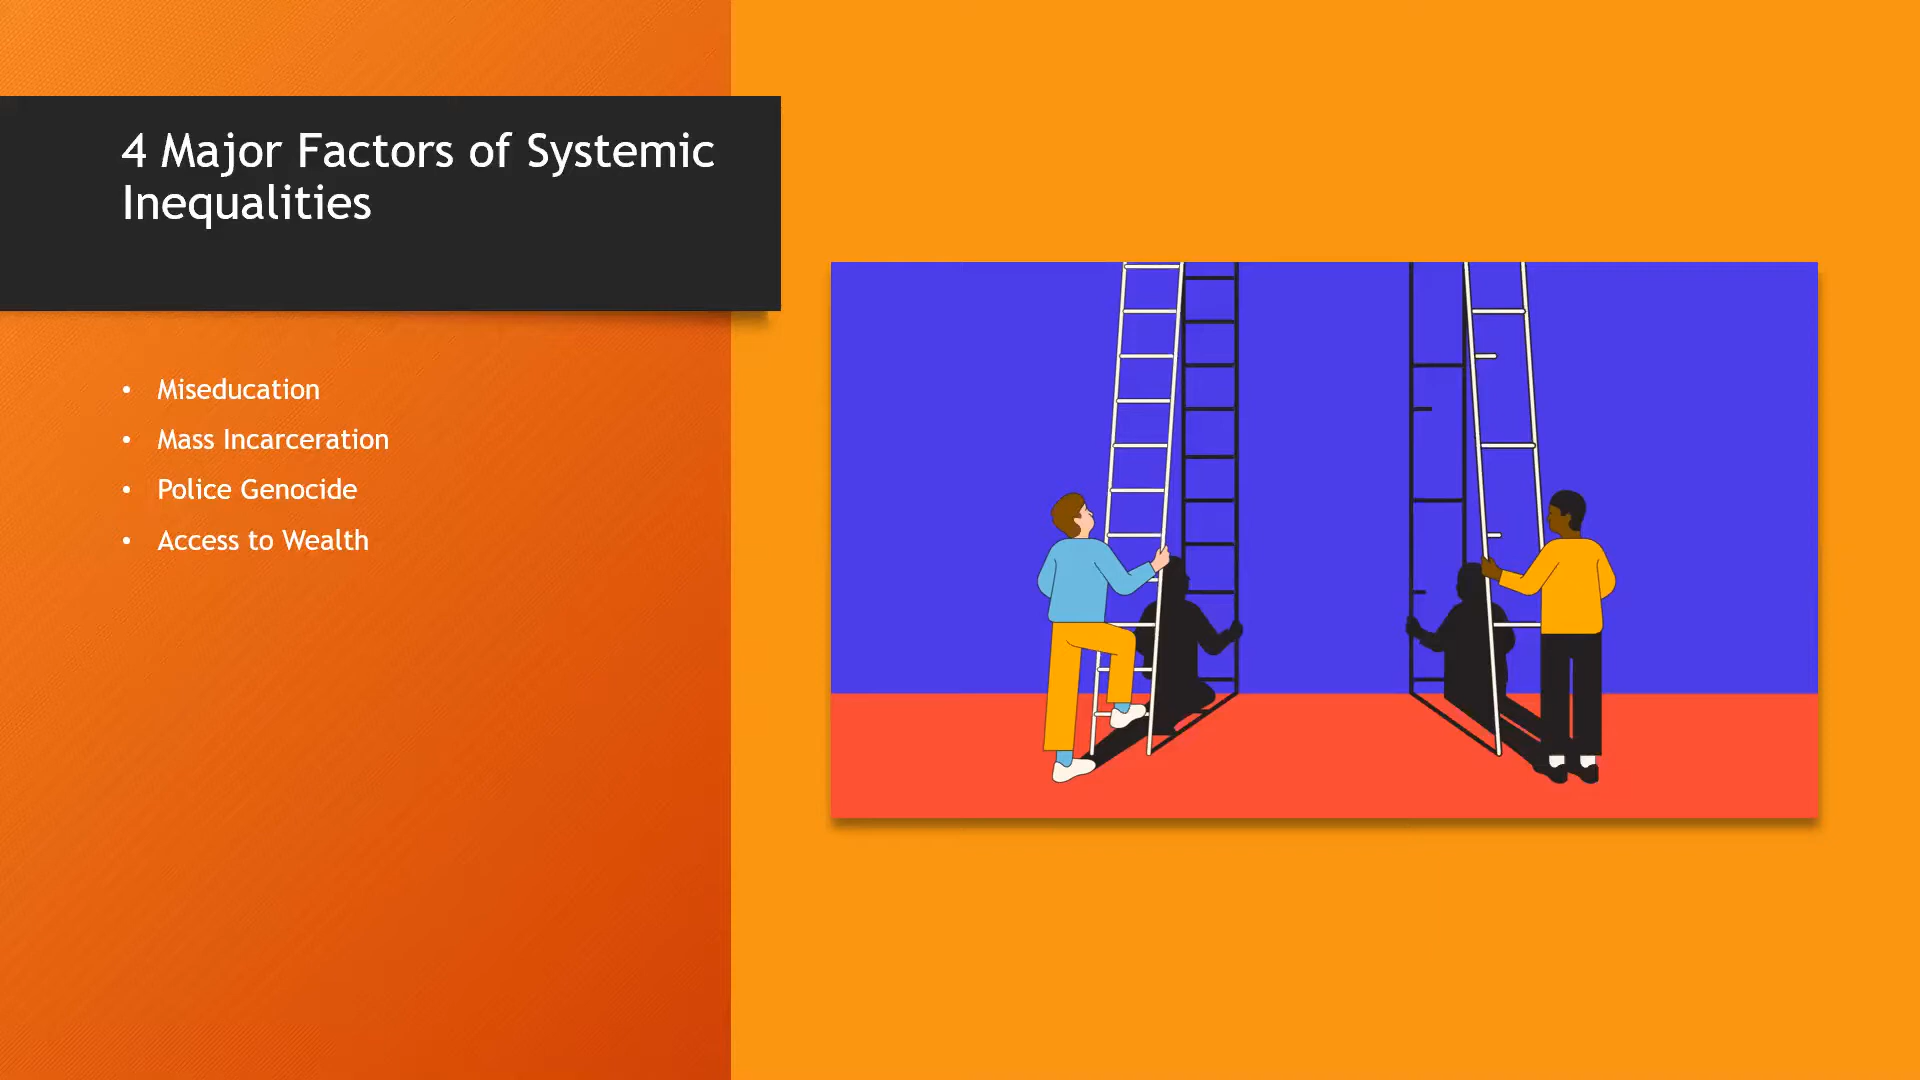 4 Major Factors of Systemic
Inequalities
• Miseducation
• Mass Incarceration
• Police Genocide
• Access to Wealth